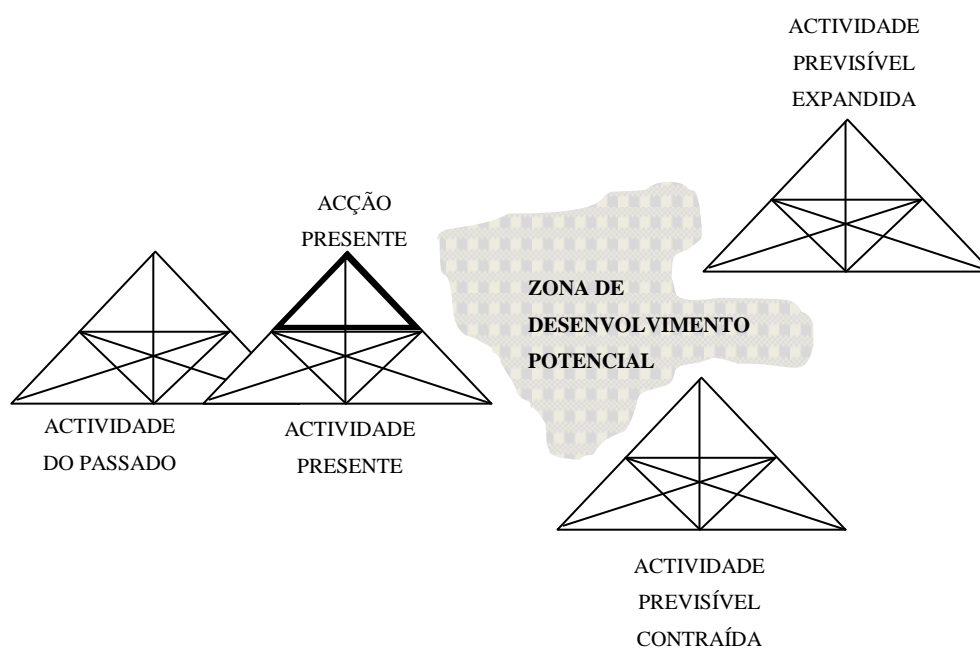 ACTIVIDADE
PREVISÍVEL
EXPANDIDA
ACÇÃO
PRESENTE
ZONA DE
DESENVOLVIMENTO
POTENCIAL
ACTIVIDADE
DO PASSADO
ACTIVIDADE
PRESENTE
ACTIVIDADE
PREVISÍVEL
CONTRAÍDA